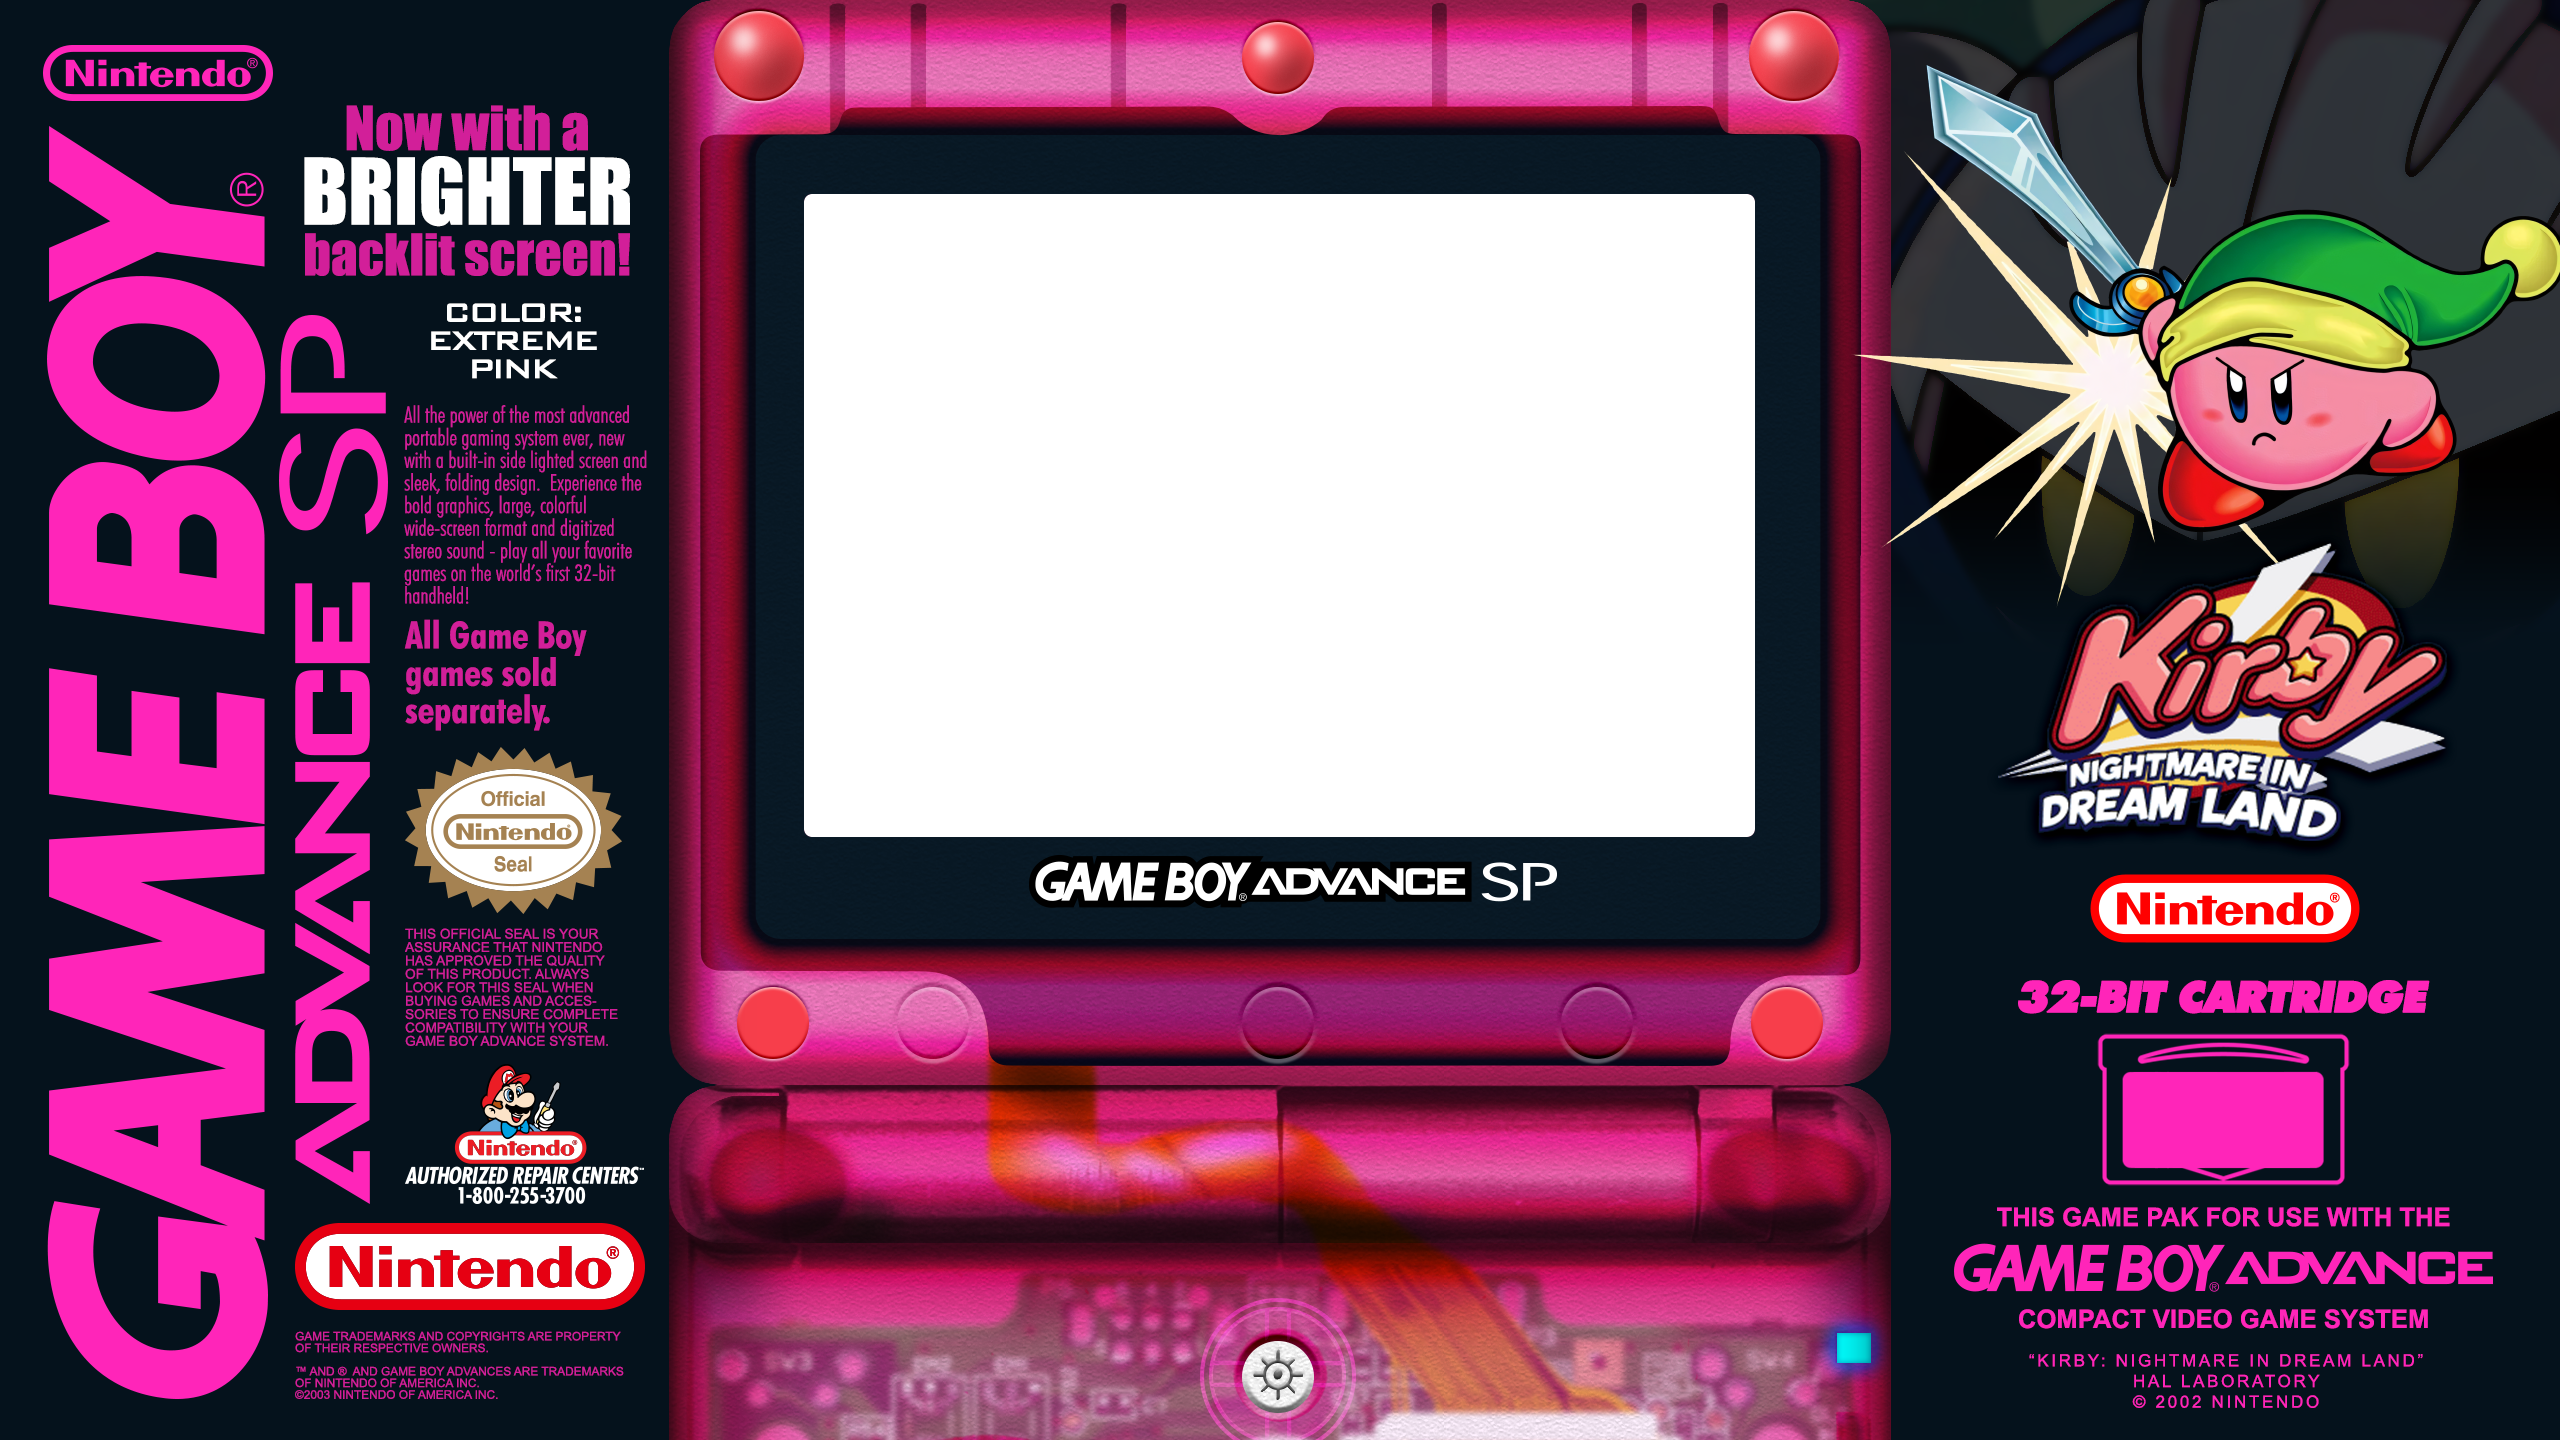 Nintendo®
GAME BOY®
ADVANCE SP
Now with a
BRIGHTER
backlit screen!
COLOR:
EXTREME
PINK
All the power of the most advanced
portable gaming system ever, new
with a built-in side lighted screen and
sleek, folding design. Experience the
bold graphics, large, colorful
wide-screen format and digitized
stereo sound - play all your favorite
games on the world's first 32-bit
handheld!
All Game Boy
games sold
separately.
Official
Nintendo
Seal
THIS OFFICIAL SEAL IS YOUR
ASSURANCE THAT NINTENDO
HAS APPROVED THE QUALITY
OF THIS PRODUCT. ALWAYS
LOOK FOR THIS SEAL WHEN
BUYING GAMES AND ACCES-
SORIES TO ENSURE COMPLETE
COMPATIBILITY WITH YOUR
GAME BOY ADVANCE SYSTEM.
Nintendo®
AUTHORIZED REPAIR CENTERS™
1-800-255-3700
Nintendo®
GAME TRADEMARKS AND COPYRIGHTS ARE PROPERTY
OF THEIR RESPECTIVE OWNERS.
™ AND ® AND GAME BOY ADVANCES ARE TRADEMARKS
OF NINTENDO OF AMERICA INC.
©2003 NINTENDO OF AMERICA INC.
GAME BOY® ADVANCE SP
Kirby
NIGHTMARE IN
DREAM LAND
Nintendo®
32-BIT CARTRIDGE
THIS GAME PAK FOR USE WITH THE
GAME BOY® ADVANCE
COMPACT VIDEO GAME SYSTEM
"KIRBY: NIGHTMARE IN DREAM LAND"
HAL LABORATORY
© 2002 NINTENDO